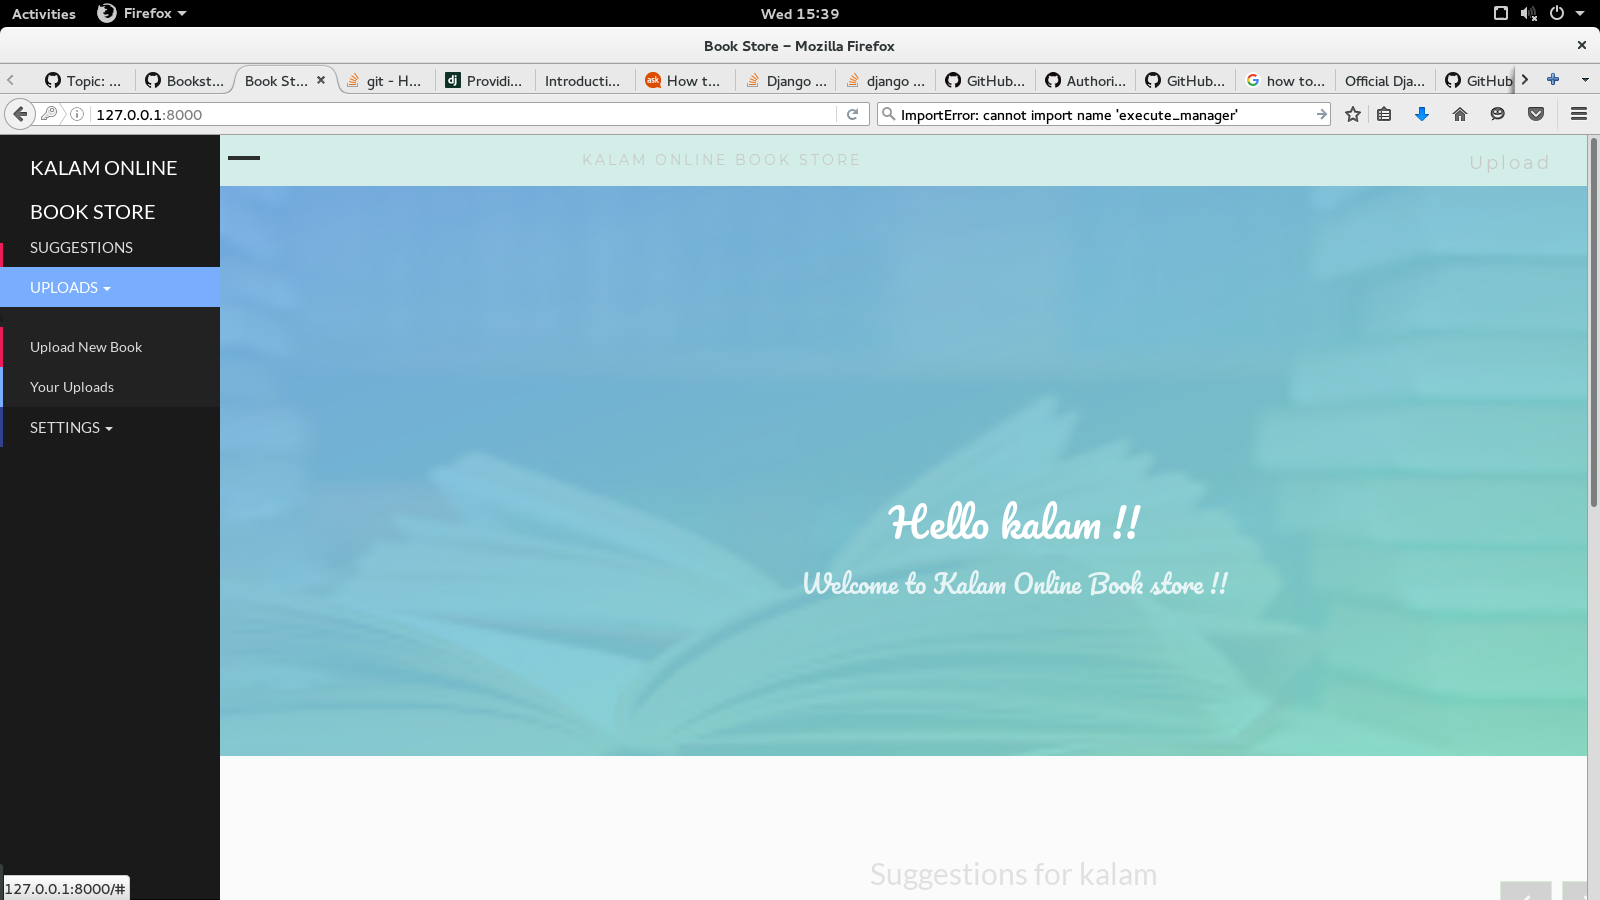 Activities Firefox Wed 15:39
Book Store – Mozilla Firefox
Topic: ... Bookst... Book St... git - H... Providi... Introducti... How t... Django ... django ... GitHub... Authori... GitHub... how to... Official Dja... GitHub
127.0.0.1:8000 ImportError: cannot import name 'execute_manager'
KALAM ONLINE
BOOK STORE
SUGGESTIONS
UPLOADS
Upload New Book
Your Uploads
SETTINGS
KALAM ONLINE BOOK STORE
Upload
Hello kalam !!
Welcome to Kalam Online Book store !!
Suggestions for kalam
127.0.0.1:8000/#